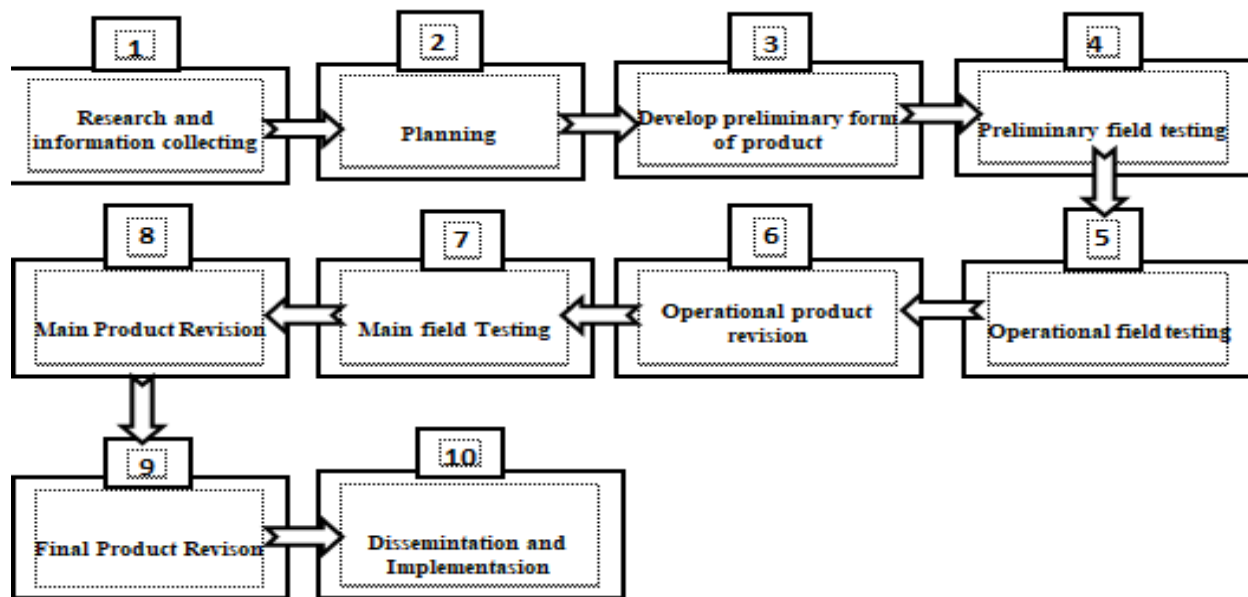 1
Research and
information collecting
2
Planning
3
Develop preliminary form
of product
4
Preliminary field testing
5
Operational field testing
6
Operational product
revision
7
Main field Testing
8
Main Product Revision
9
Final Product Revison
10
Dissemintation and
Implementasion